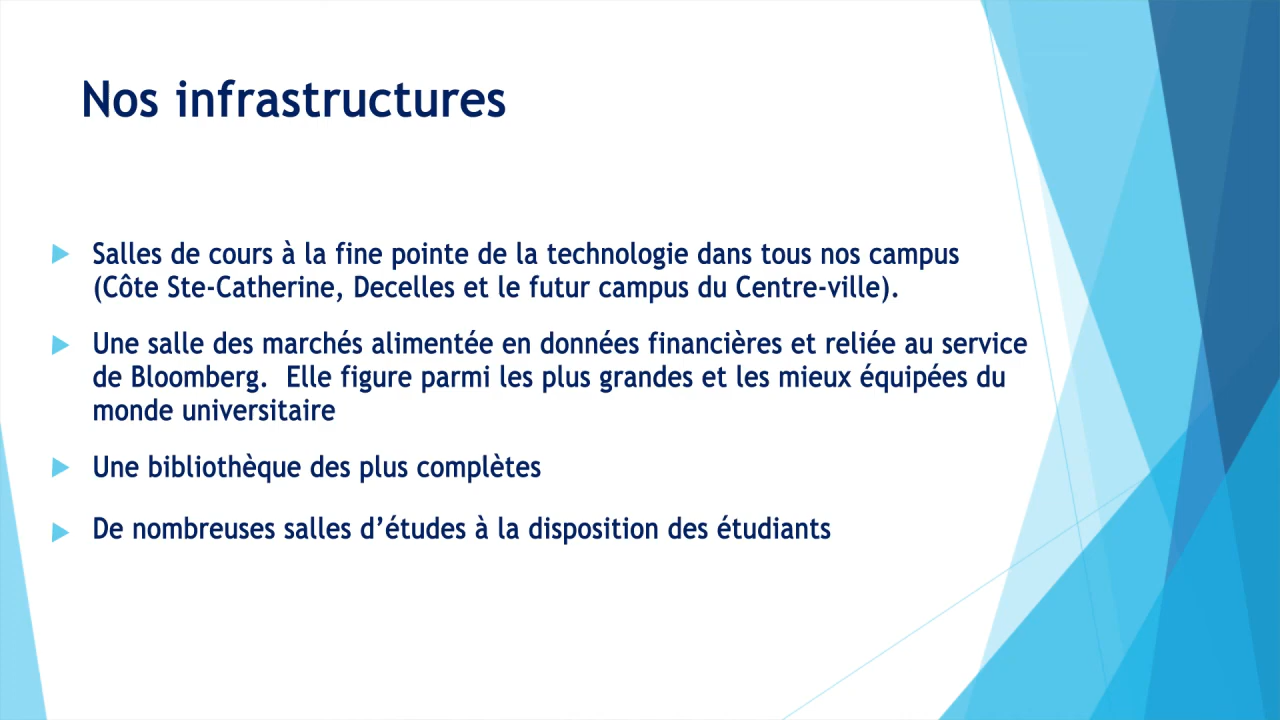 Nos infrastructures
Salles de cours à la fine pointe de la technologie dans tous nos campus
(Côte Ste-Catherine, Decelles et le futur campus du Centre-ville).
Une salle des marchés alimentée en données financières et reliée au service
de Bloomberg.  Elle figure parmi les plus grandes et les mieux équipées du
monde universitaire
Une bibliothèque des plus complètes
De nombreuses salles d’études à la disposition des étudiants